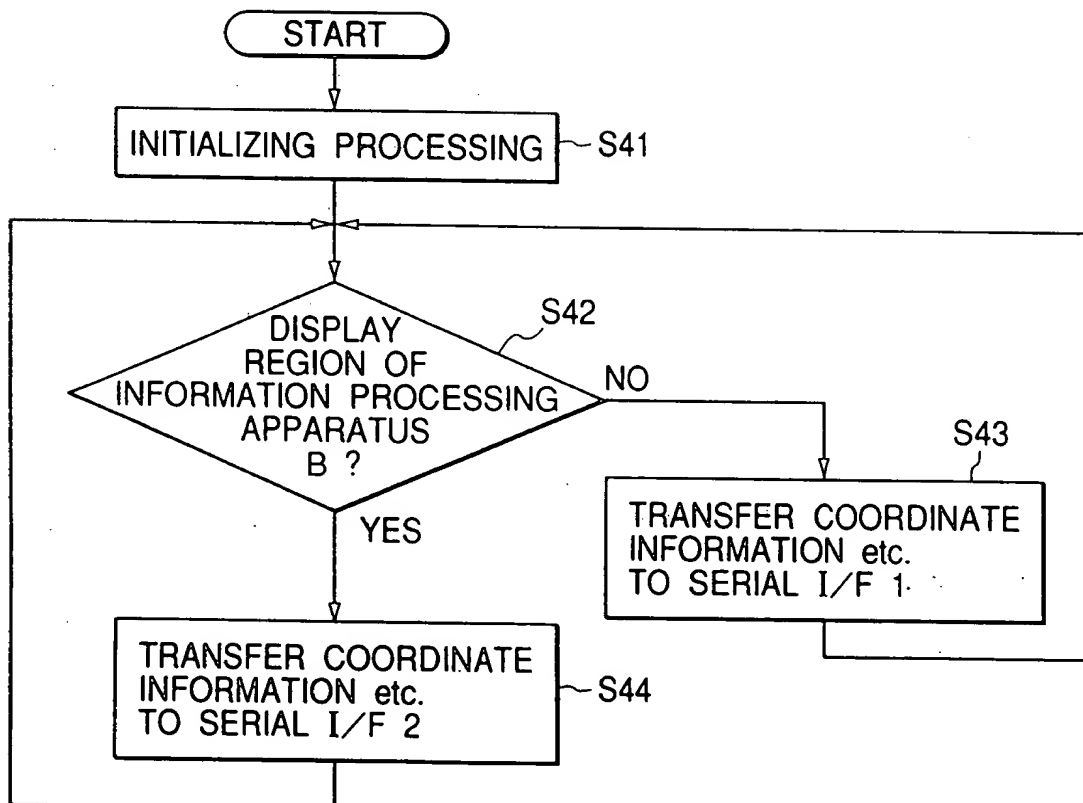 START
INITIALIZING PROCESSING
S41
S42
DISPLAY
REGION OF
INFORMATION PROCESSING
APPARATUS
B ?
NO
YES
S43
TRANSFER COORDINATE
INFORMATION etc.
TO SERIAL I/F 1
TRANSFER COORDINATE
INFORMATION etc.
TO SERIAL I/F 2
S44